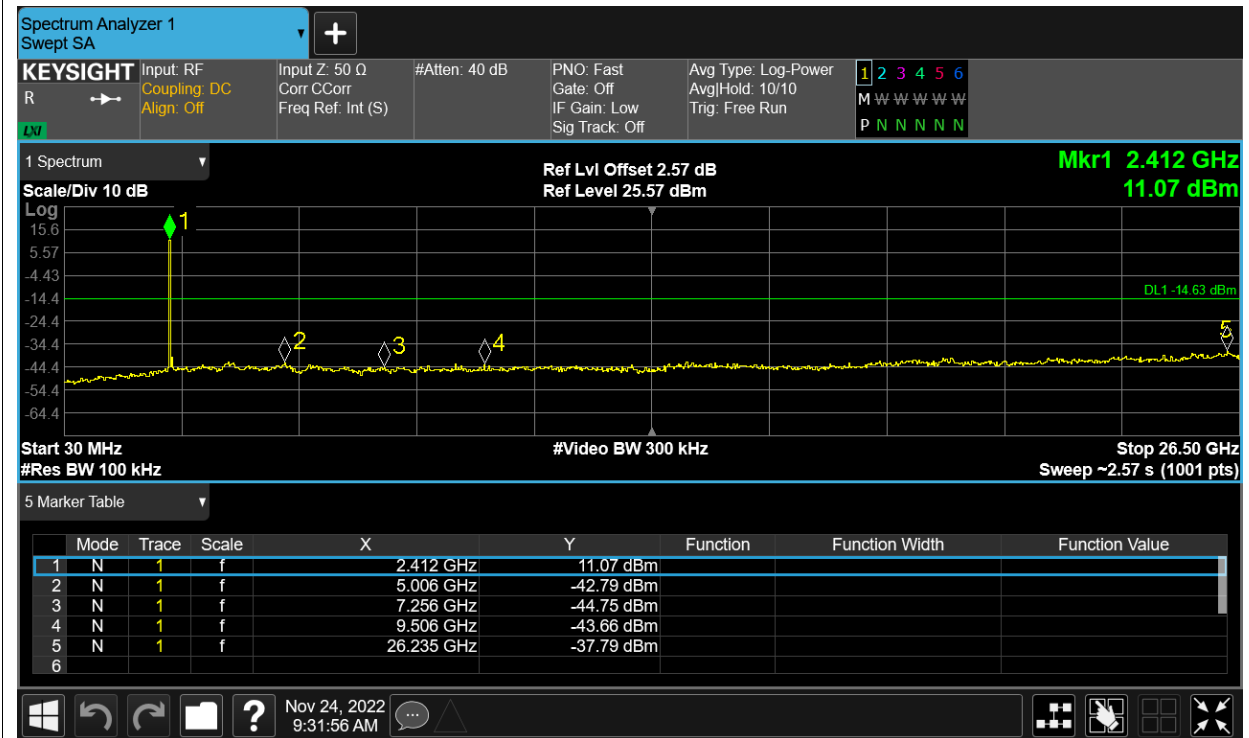 Spectrum Analyzer 1
Swept SA
+
KEYSIGHT Input: RF Input Z: 50 Ω #Atten: 40 dB PNO: Fast Avg Type: Log-Power 1 2 3 4 5 6
R Coupling: DC Corr CCorr Gate: Off Avg|Hold: 10/10 M W W W W W
Align: Off Freq Ref: Int (S) IF Gain: Low Trig: Free Run
LXI Sig Track: Off P N N N N N
1 Spectrum Ref Lvl Offset 2.57 dB Mkr1 2.412 GHz
Scale/Div 10 dB Ref Level 25.57 dBm 11.07 dBm
Log
15.6 1
5.57
-4.43
-14.4 DL1 -14.63 dBm
-24.4
-34.4 2 3 4 5
-44.4
-54.4
-64.4
Start 30 MHz #Video BW 300 kHz Stop 26.50 GHz
#Res BW 100 kHz Sweep ~2.57 s (1001 pts)
5 Marker Table
Mode Trace Scale X Y Function Function Width Function Value
1 N 1 f 2.412 GHz 11.07 dBm
2 N 1 f 5.006 GHz -42.79 dBm
3 N 1 f 7.256 GHz -44.75 dBm
4 N 1 f 9.506 GHz -43.66 dBm
5 N 1 f 26.235 GHz -37.79 dBm
6
? Nov 24, 2022
9:31:56 AM